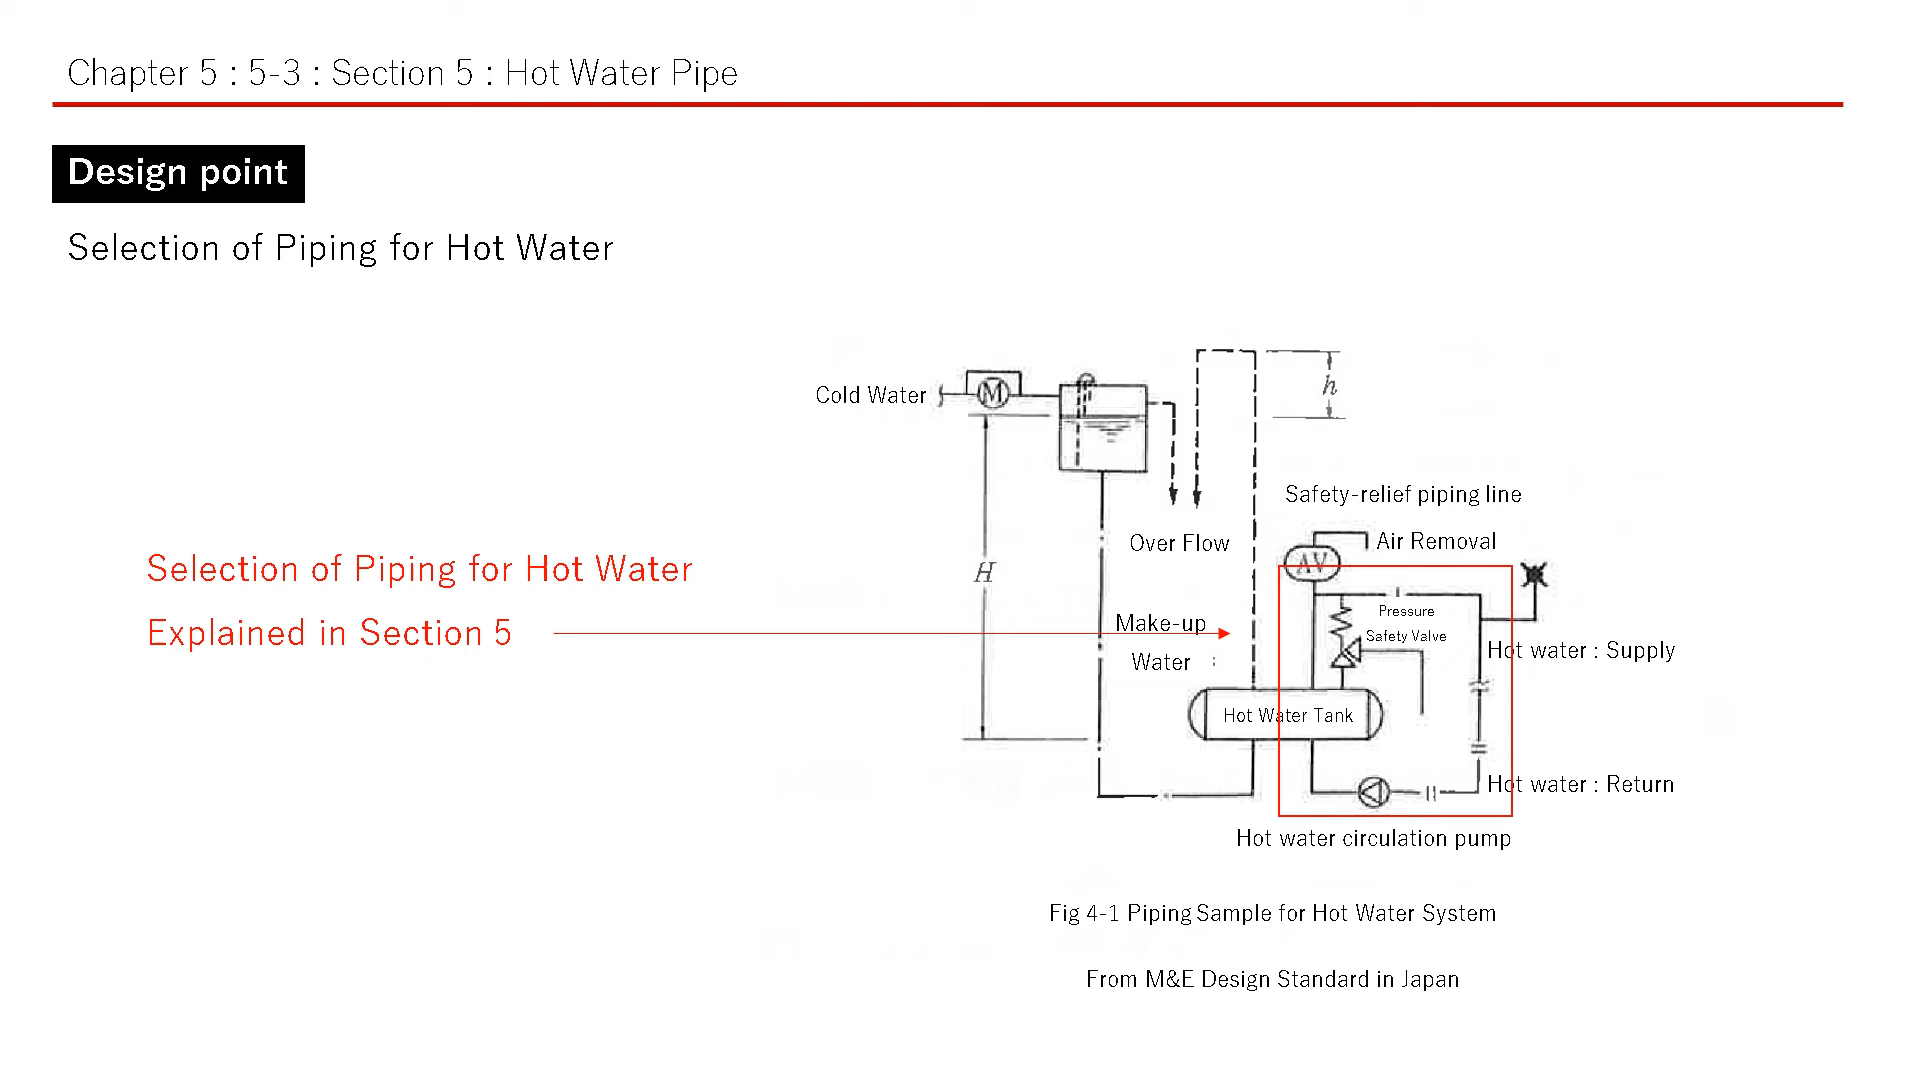 Chapter 5 : 5-3 : Section 5 : Hot Water Pipe
Design point
Selection of Piping for Hot Water
Cold Water
M
h
Safety-relief piping line
Over Flow
Air Removal
AV
H
Selection of Piping for Hot Water
Explained in Section 5
Make-up
Water :
Pressure
Safety Valve
Hot water : Supply
Hot Water Tank
Hot water : Return
Hot water circulation pump
Fig 4-1 Piping Sample for Hot Water System
From M&E Design Standard in Japan